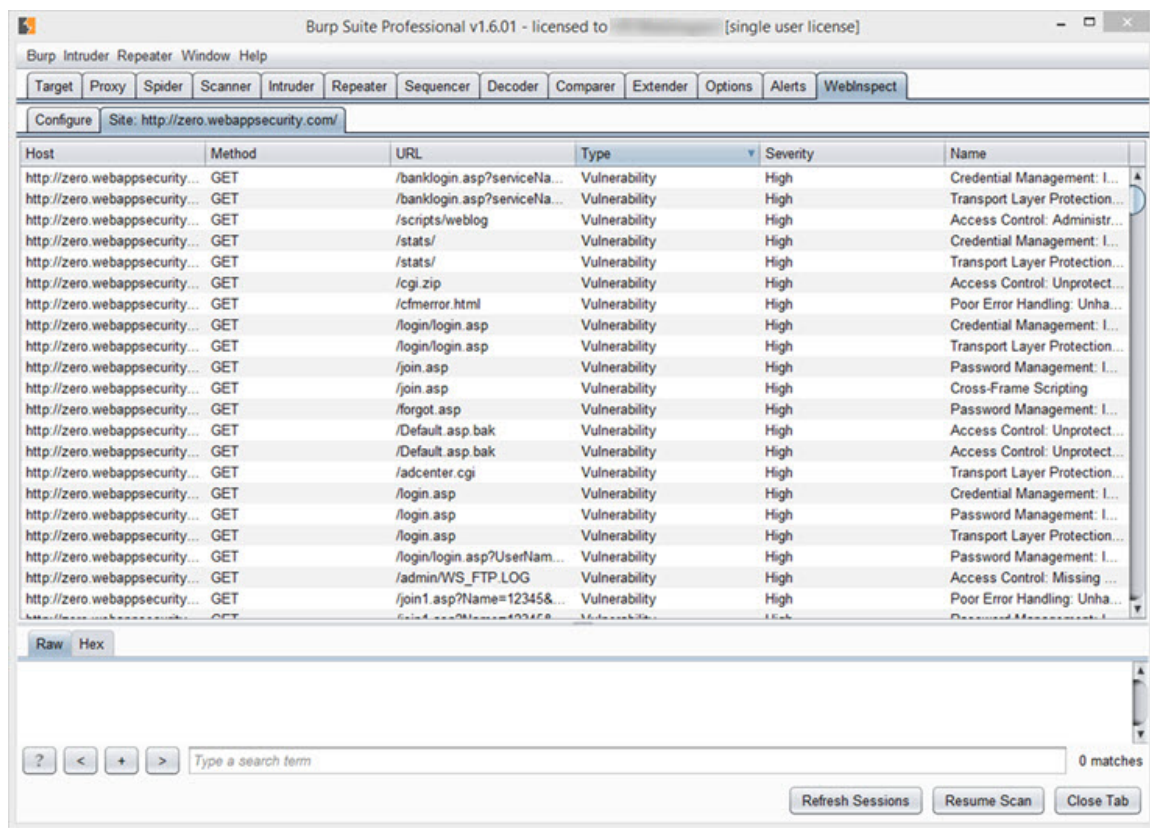 Burp Suite Professional v1.6.01 - licensed to [single user license]
Burp Intruder Repeater Window Help
Target Proxy Spider Scanner Intruder Repeater Sequencer Decoder Comparer Extender Options Alerts WebInspect
Configure Site: http://zero.webappsecurity.com/
Host Method URL Type Severity Name
http://zero.webappsecurity... GET /banklogin.asp?serviceNa... Vulnerability High Credential Management: I...
http://zero.webappsecurity... GET /banklogin.asp?serviceNa... Vulnerability High Transport Layer Protection...
http://zero.webappsecurity... GET /scripts/weblog Vulnerability High Access Control: Administr...
http://zero.webappsecurity... GET /stats/ Vulnerability High Credential Management: I...
http://zero.webappsecurity... GET /stats/ Vulnerability High Transport Layer Protection...
http://zero.webappsecurity... GET /cgi.zip Vulnerability High Access Control: Unprotect...
http://zero.webappsecurity... GET /cfmerror.html Vulnerability High Poor Error Handling: Unha...
http://zero.webappsecurity... GET /login/login.asp Vulnerability High Credential Management: I...
http://zero.webappsecurity... GET /login/login.asp Vulnerability High Transport Layer Protection...
http://zero.webappsecurity... GET /join.asp Vulnerability High Password Management: I...
http://zero.webappsecurity... GET /join.asp Vulnerability High Cross-Frame Scripting
http://zero.webappsecurity... GET /forgot.asp Vulnerability High Password Management: I...
http://zero.webappsecurity... GET /Default.asp.bak Vulnerability High Access Control: Unprotect...
http://zero.webappsecurity... GET /Default.asp.bak Vulnerability High Access Control: Unprotect...
http://zero.webappsecurity... GET /adcenter.cgi Vulnerability High Transport Layer Protection...
http://zero.webappsecurity... GET /login.asp Vulnerability High Credential Management: I...
http://zero.webappsecurity... GET /login.asp Vulnerability High Password Management: I...
http://zero.webappsecurity... GET /login.asp Vulnerability High Transport Layer Protection...
http://zero.webappsecurity... GET /login/login.asp?UserNam... Vulnerability High Password Management: I...
http://zero.webappsecurity... GET /admin/WS_FTP.LOG Vulnerability High Access Control: Missing ...
http://zero.webappsecurity... GET /join1.asp?Name=12345&... Vulnerability High Poor Error Handling: Unha...
Raw Hex
? < + > Type a search term 0 matches
Refresh Sessions Resume Scan Close Tab